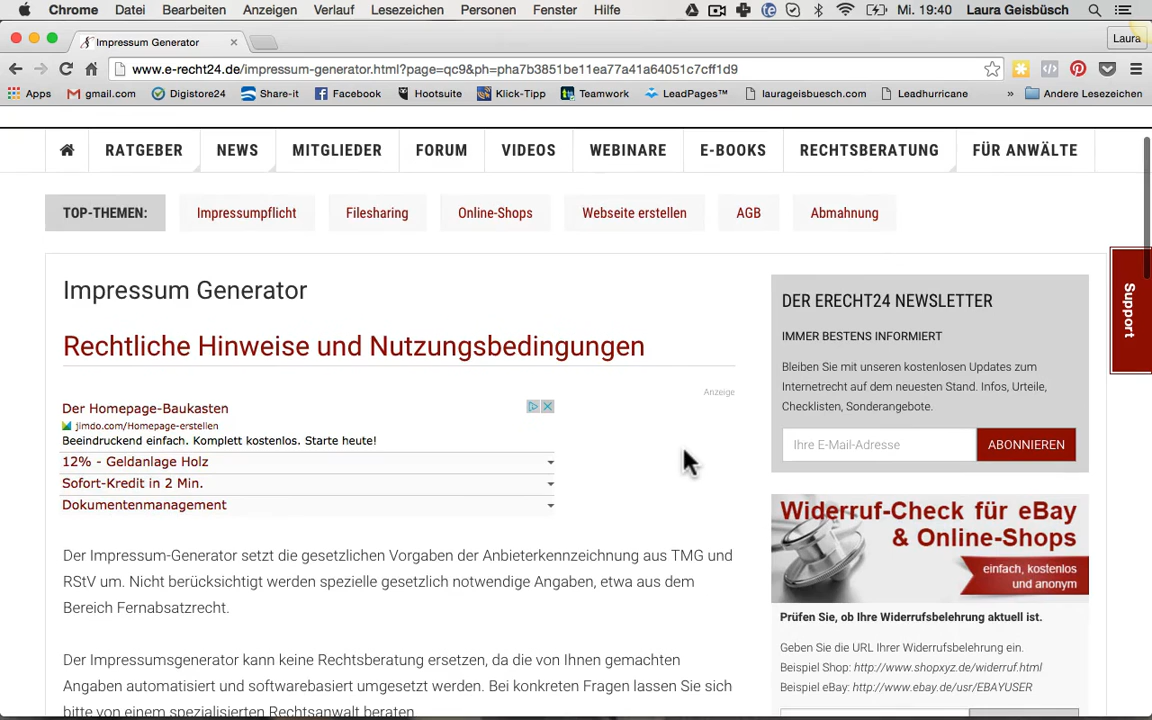 Chrome Datei Bearbeiten Anzeigen Verlauf Lesezeichen Personen Fenster Hilfe Mi. 19:40 Laura Geisbüsch
Impressum Generator Laura
www.e-recht24.de/impressum-generator.html?page=qc9&ph=pha7b3851be11ea77a41a64051c7cff1d9
Apps gmail.com Digistore24 Share-it Facebook Hootsuite Klick-Tipp Teamwork LeadPages™ laurageisbuesch.com Leadhurricane » Andere Lesezeichen
RATGEBER NEWS MITGLIEDER FORUM VIDEOS WEBINARE E-BOOKS RECHTSBERATUNG FÜR ANWÄLTE
TOP-THEMEN: Impressumpflicht Filesharing Online-Shops Webseite erstellen AGB Abmahnung
Impressum Generator
Rechtliche Hinweise und Nutzungsbedingungen
Anzeige
Der Homepage-Baukasten
jimdo.com/Homepage-erstellen
Beeindruckend einfach. Komplett kostenlos. Starte heute!
12% - Geldanlage Holz
Sofort-Kredit in 2 Min.
Dokumentenmanagement
Der Impressum-Generator setzt die gesetzlichen Vorgaben der Anbieterkennzeichnung aus TMG und
RStV um. Nicht berücksichtigt werden spezielle gesetzlich notwendige Angaben, etwa aus dem
Bereich Fernabsatzrecht.
Der Impressumsgenerator kann keine Rechtsberatung ersetzen, da die von Ihnen gemachten
Angaben automatisiert und softwarebasiert umgesetzt werden. Bei konkreten Fragen lassen Sie sich
bitte von einem spezialisierten Rechtsanwalt beraten.
DER ERECHT24 NEWSLETTER
IMMER BESTENS INFORMIERT
Bleiben Sie mit unseren kostenlosen Updates zum
Internetrecht auf dem neuesten Stand. Infos, Urteile,
Checklisten, Sonderangebote.
Ihre E-Mail-Adresse ABONNIEREN
Widerruf-Check für eBay
& Online-Shops
einfach, kostenlos
und anonym
Prüfen Sie, ob Ihre Widerrufsbelehrung aktuell ist.
Geben Sie die URL Ihrer Widerrufsbelehrung ein.
Beispiel Shop: http://www.shopxyz.de/widerruf.html
Beispiel eBay: http://www.ebay.de/usr/EBAYUSER
Support